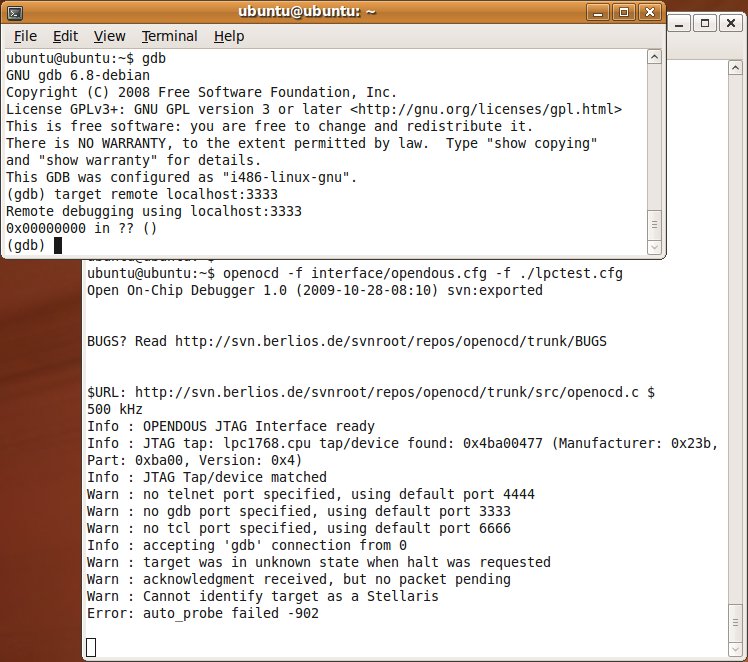 ubuntu@ubuntu: ~
File Edit View Terminal Help
ubuntu@ubuntu:~$ gdb
GNU gdb 6.8-debian
Copyright (C) 2008 Free Software Foundation, Inc.
License GPLv3+: GNU GPL version 3 or later <http://gnu.org/licenses/gpl.html>
This is free software: you are free to change and redistribute it.
There is NO WARRANTY, to the extent permitted by law.  Type "show copying"
and "show warranty" for details.
This GDB was configured as "i486-linux-gnu".
(gdb) target remote localhost:3333
Remote debugging using localhost:3333
0x00000000 in ?? ()
(gdb)
ubuntu@ubuntu:~$ openocd -f interface/opendous.cfg -f ./lpctest.cfg
Open On-Chip Debugger 1.0 (2009-10-28-08:10) svn:exported
BUGS? Read http://svn.berlios.de/svnroot/repos/openocd/trunk/BUGS
$URL: http://svn.berlios.de/svnroot/repos/openocd/trunk/src/openocd.c $
500 kHz
Info : OPENDOUS JTAG Interface ready
Info : JTAG tap: lpc1768.cpu tap/device found: 0x4ba00477 (Manufacturer: 0x23b,
Part: 0xba00, Version: 0x4)
Info : JTAG Tap/device matched
Warn : no telnet port specified, using default port 4444
Warn : no gdb port specified, using default port 3333
Warn : no tcl port specified, using default port 6666
Info : accepting 'gdb' connection from 0
Warn : target was in unknown state when halt was requested
Warn : acknowledgment received, but no packet pending
Warn : Cannot identify target as a Stellaris
Error: auto_probe failed -902